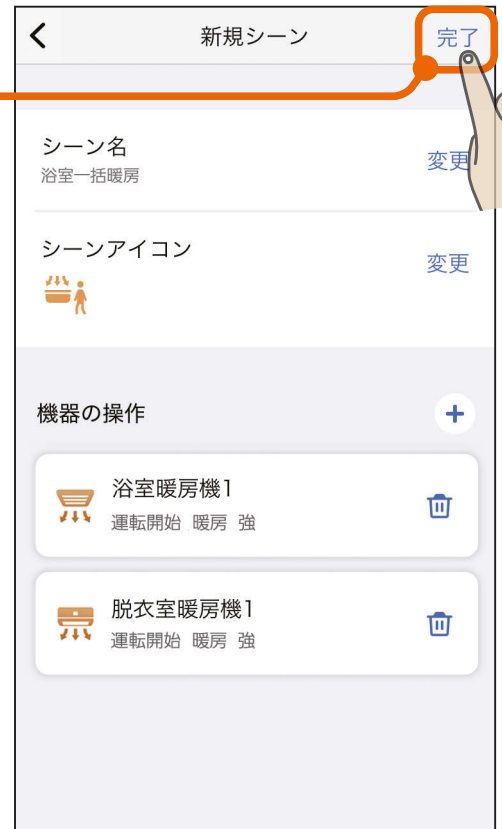 新規シーン
完了
シーン名
浴室一括暖房
変更
シーンアイコン
変更
機器の操作
浴室暖房機1
運転開始 暖房 強
脱衣室暖房機1
運転開始 暖房 強